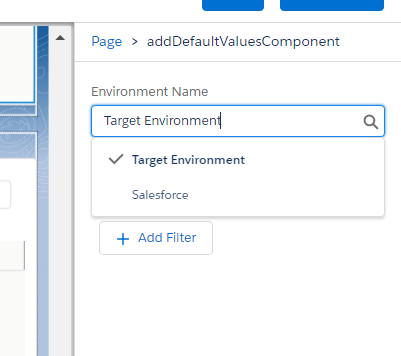 Page > addDefaultValuesComponent
Environment Name
Target Environment
Target Environment
Salesforce
+ Add Filter